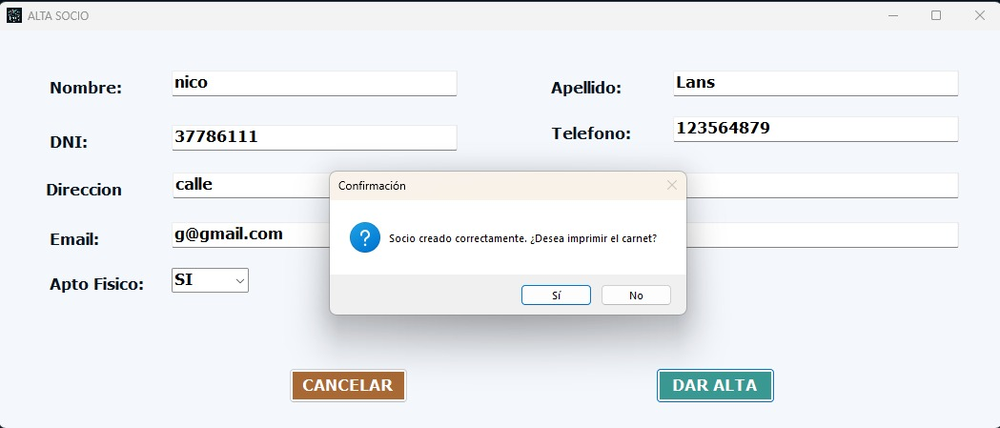 ALTA SOCIO
Nombre: nico
Apellido: Lans
DNI: 37786111
Telefono: 123564879
Direccion calle
Confirmación
Socio creado correctamente. ¿Desea imprimir el carnet?
Sí No
Email: g@gmail.com
Apto Fisico: SI
CANCELAR
DAR ALTA